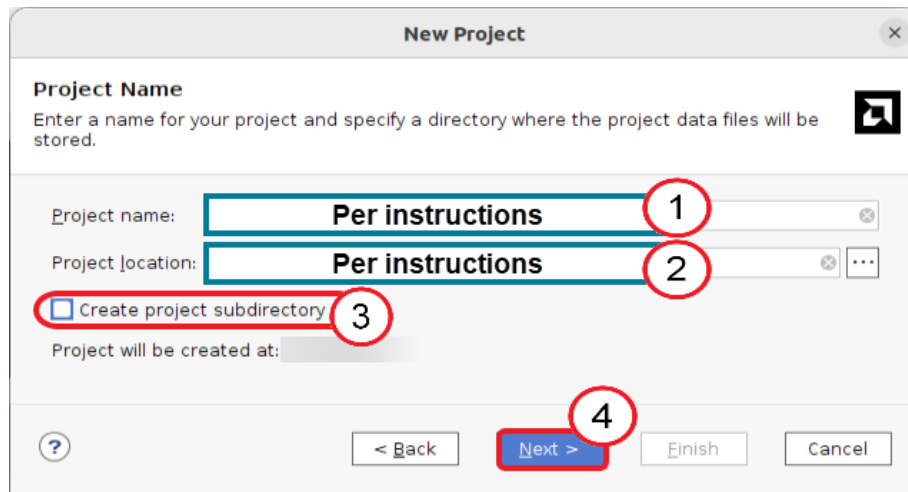 New Project
Project Name
Enter a name for your project and specify a directory where the project data files will be
stored.
Project name: Per instructions 1
Project location: Per instructions 2 ...
Create project subdirectory 3
Project will be created at:
4
? < Back Next > Finish Cancel